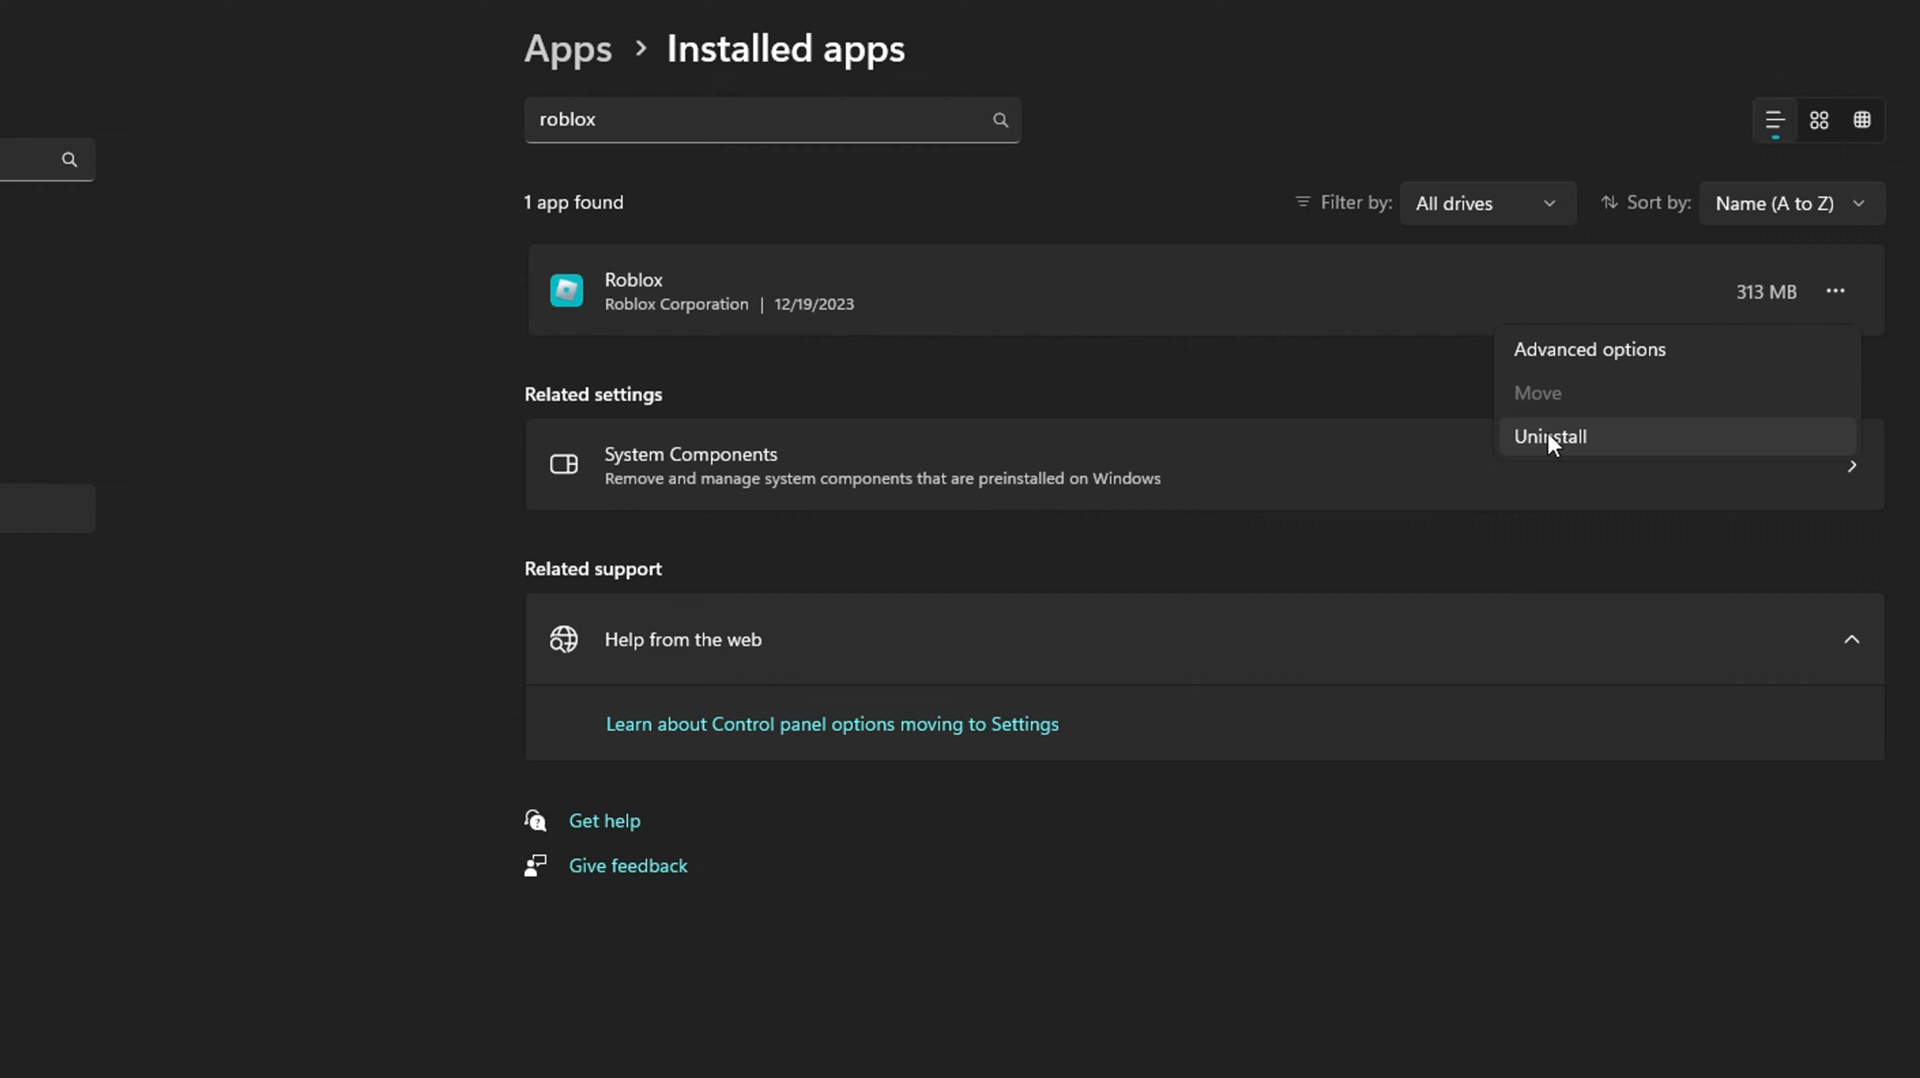 Apps > Installed apps
roblox
1 app found
Filter by: All drives
Sort by: Name (A to Z)
Roblox
Roblox Corporation | 12/19/2023
313 MB
Advanced options
Move
Uninstall
Related settings
System Components
Remove and manage system components that are preinstalled on Windows
Related support
Help from the web
Learn about Control panel options moving to Settings
Get help
Give feedback